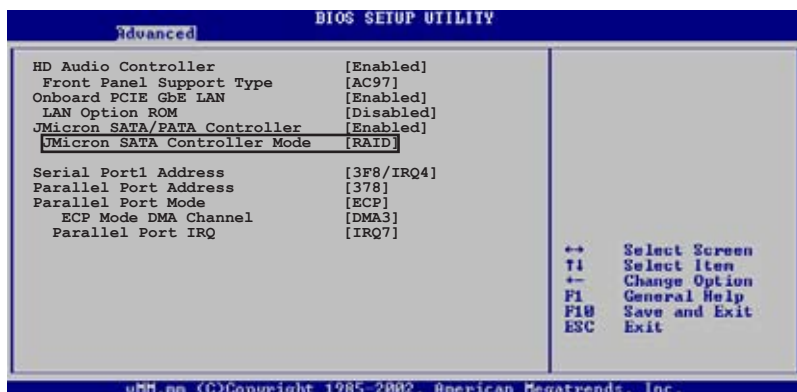 BIOS SETUP UTILITY
Advanced
HD Audio Controller [Enabled]
Front Panel Support Type [AC97]
Onboard PCIE GbE LAN [Enabled]
LAN Option ROM [Disabled]
JMicron SATA/PATA Controller [Enabled]
JMicron SATA Controller Mode [RAID]
Serial Port1 Address [3F8/IRQ4]
Parallel Port Address [378]
Parallel Port Mode [ECP]
ECP Mode DMA Channel [DMA3]
Parallel Port IRQ [IRQ7]
↔ Select Screen
↑↓ Select Item
+- Change Option
F1 General Help
F10 Save and Exit
ESC Exit
(C)Copyright 1985-2002, American Megatrends, Inc.